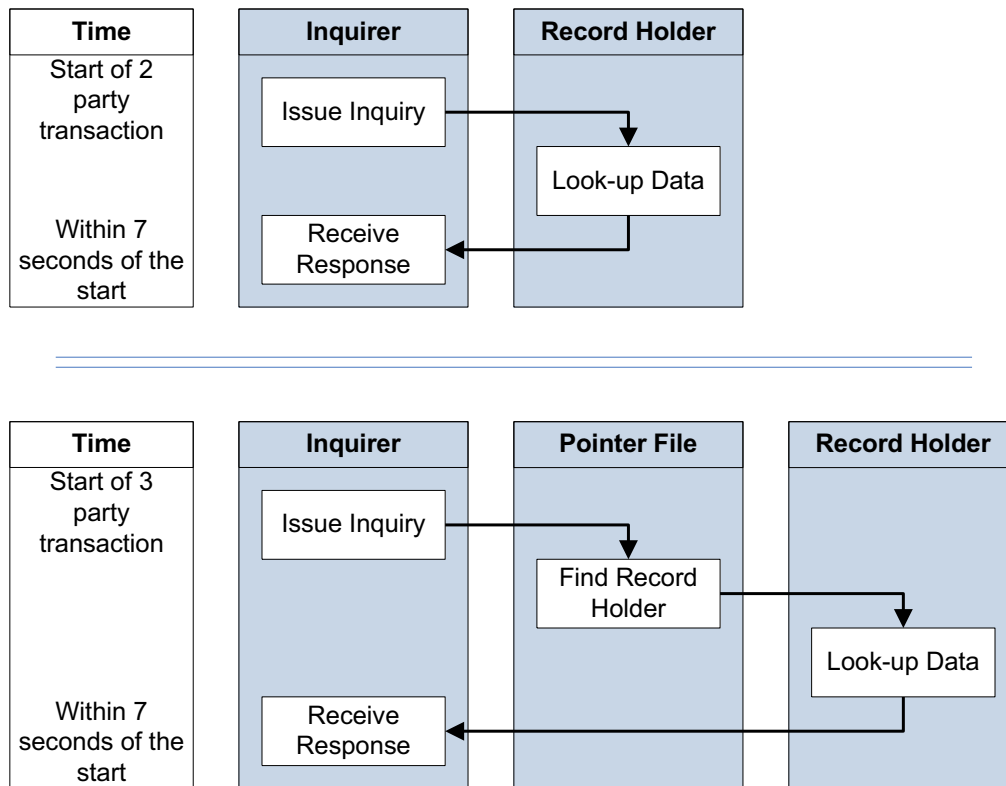 Time
Inquirer
Record Holder
Start of 2
party
transaction
Issue Inquiry
Look-up Data
Within 7
seconds of the
start
Receive
Response
Time
Inquirer
Pointer File
Record Holder
Start of 3
party
transaction
Issue Inquiry
Find Record
Holder
Look-up Data
Within 7
seconds of the
start
Receive
Response